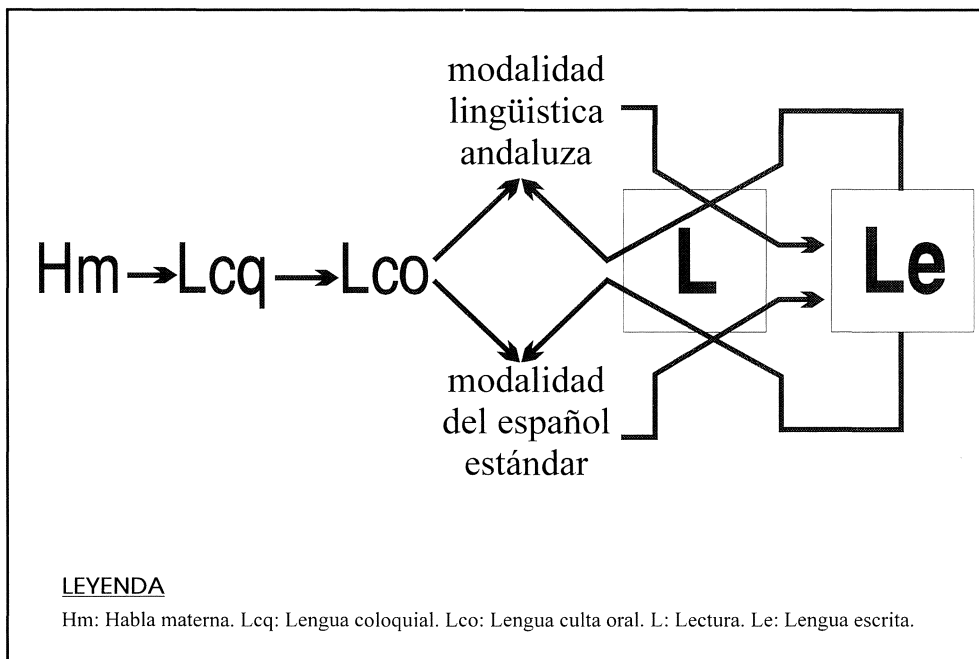 modalidad
lingüistica
andaluza
Hm Lcq Lco L Le
modalidad
del español
estándar
LEYENDA
Hm: Habla materna. Lcq: Lengua coloquial. Lco: Lengua culta oral. L: Lectura. Le: Lengua escrita.